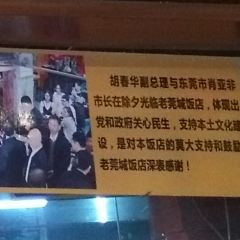 胡春华副总理与东莞市肖亚非
市长在除夕光临老莞城饭店，体现出
党和政府关心民生，支持本土文化建
设，是对本饭店的莫大支持和鼓励
老莞城饭店深表感谢！